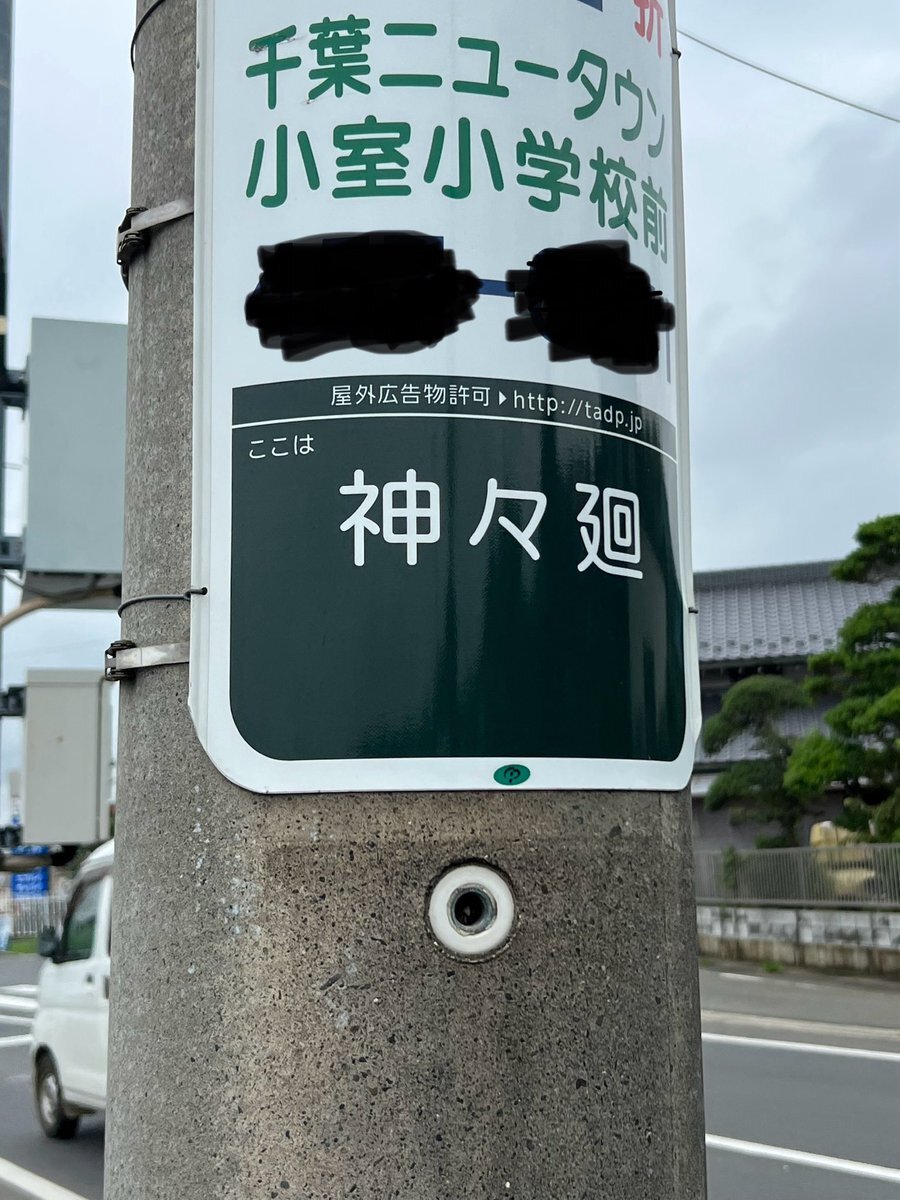 折
千葉ニュータウン
小室小学校前
屋外広告物許可▶http://tadp.jp
ここは
神々廻